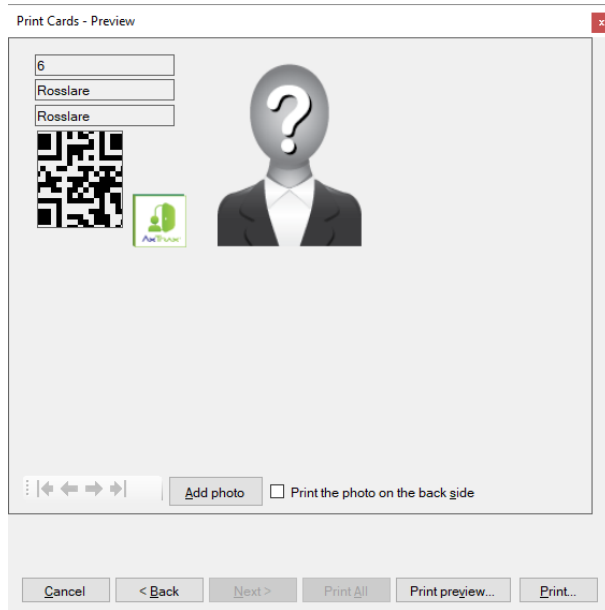 Print Cards - Preview
x
6
Rosslare
Rosslare
?
AxTraxNG
Add photo
Print the photo on the back side
Cancel
< Back
Next >
Print All
Print preview...
Print...